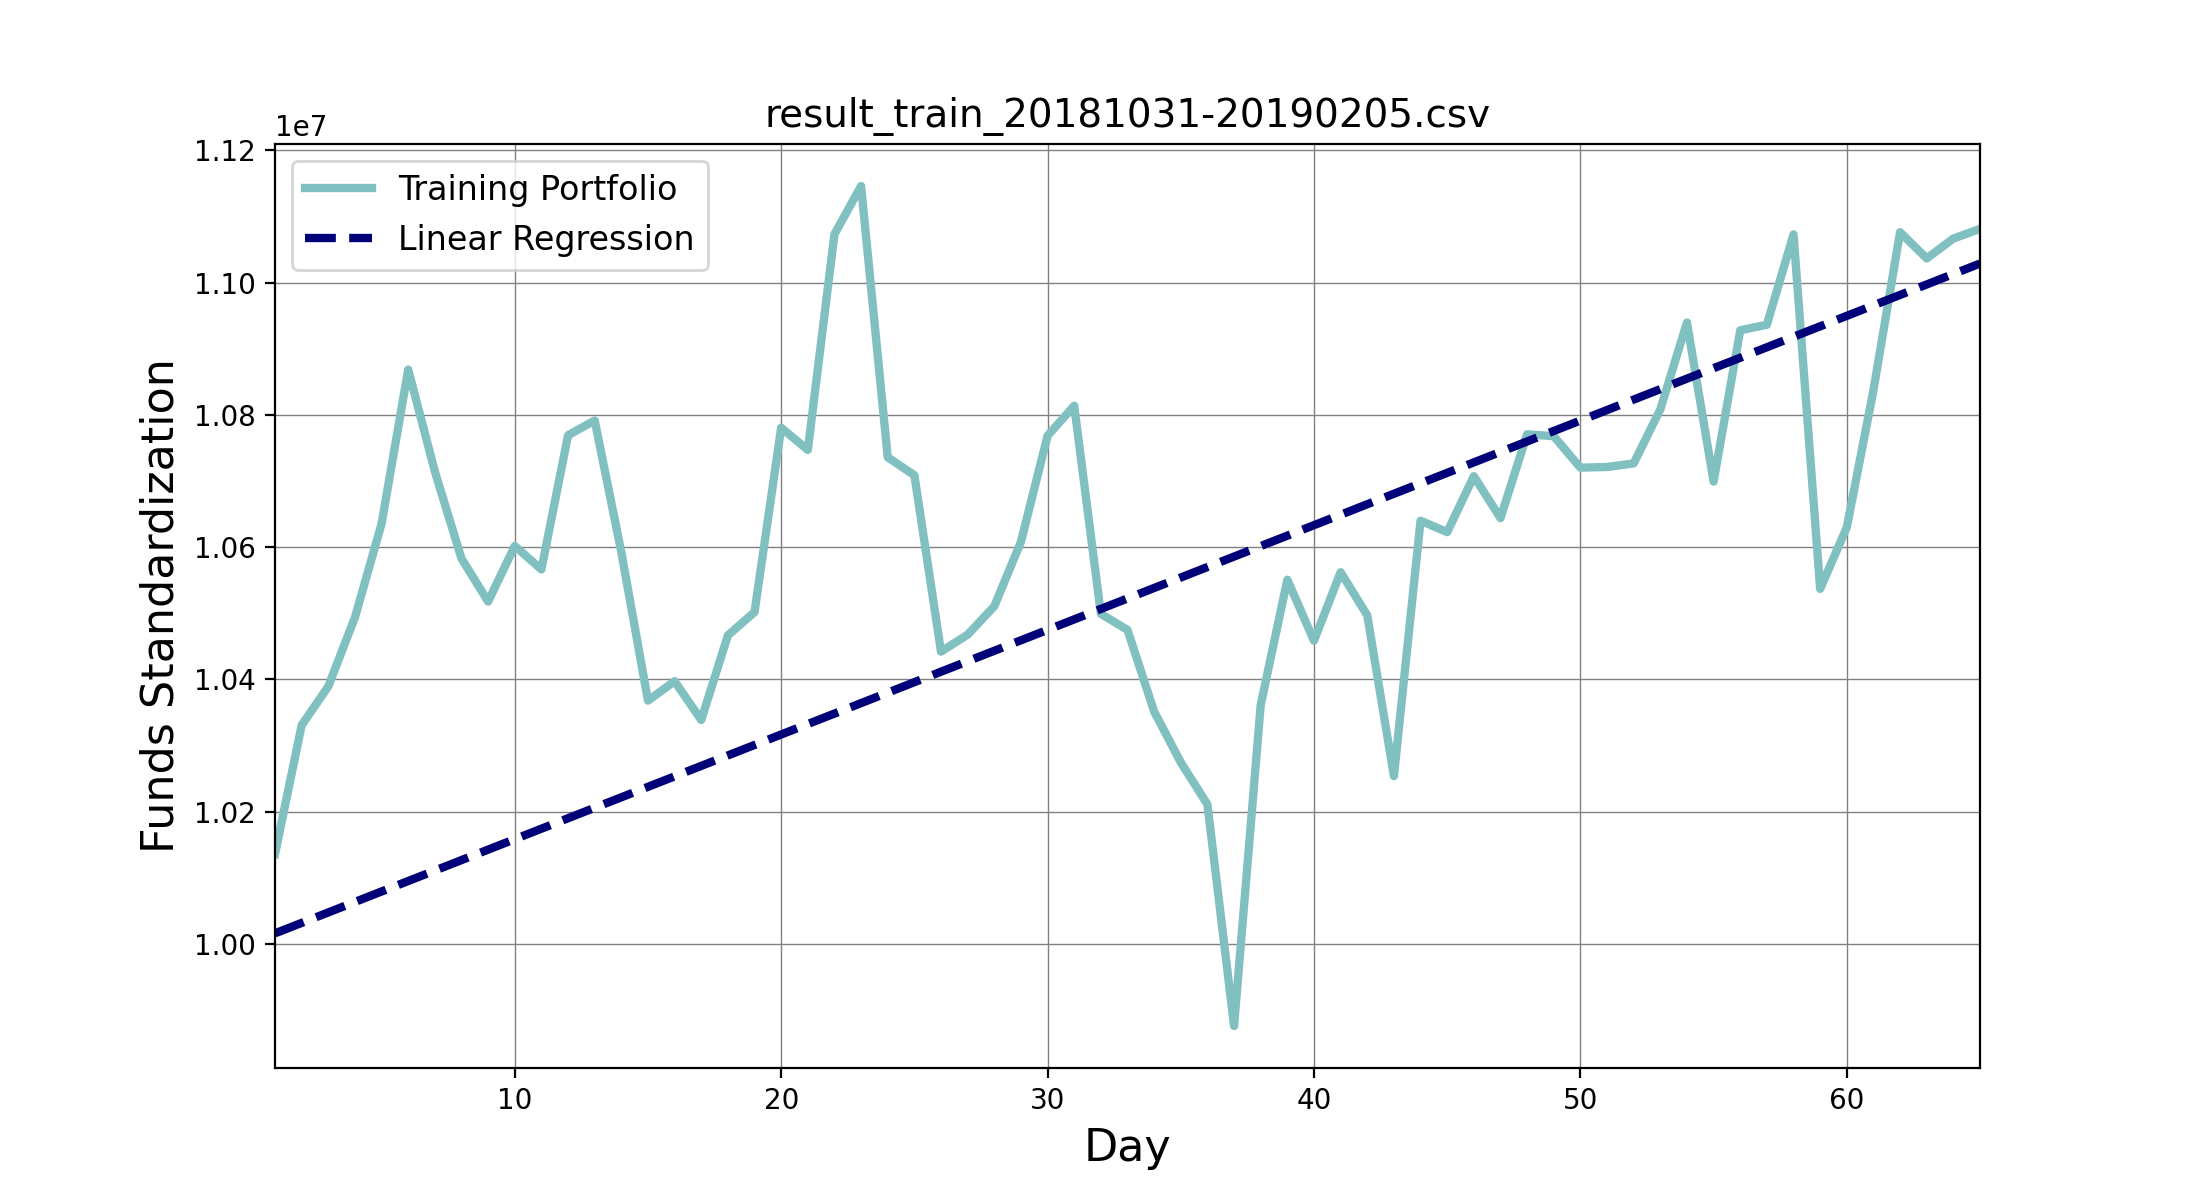 result_train_20181031-20190205.csv
1e7
1.12
1.10
1.08
1.06
1.04
1.02
1.00
Funds Standardization
Training Portfolio
Linear Regression
10 20 30 40 50 60
Day